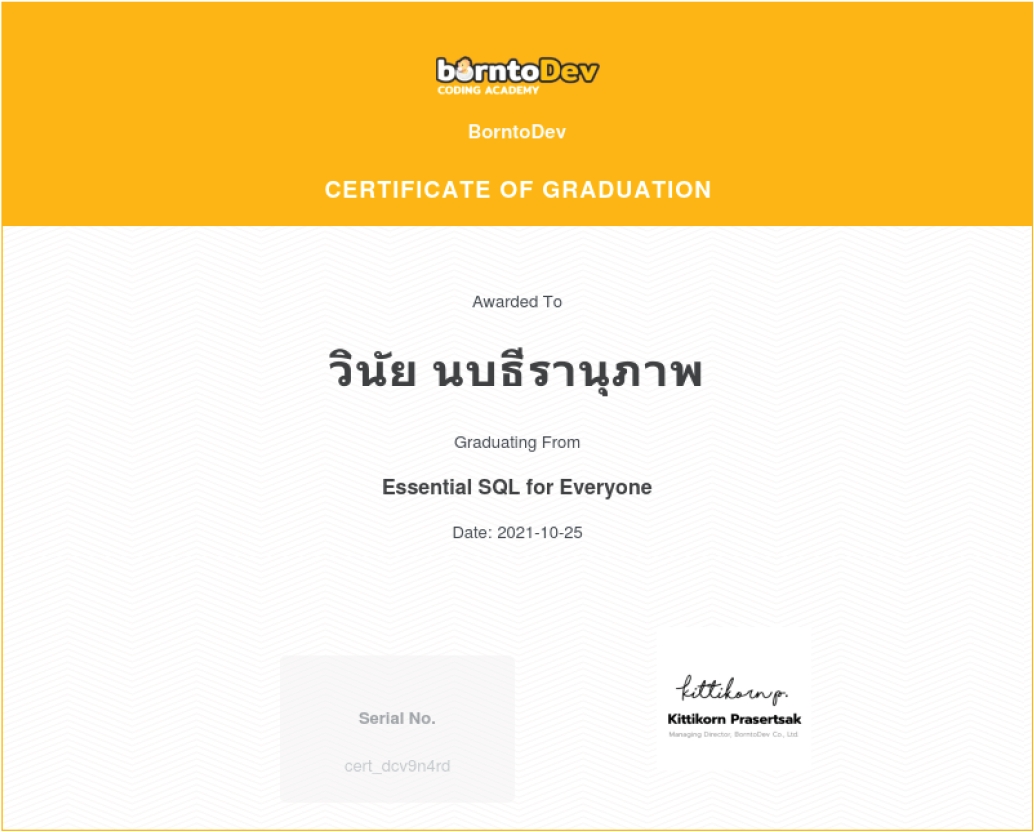 borntoDev
CODING ACADEMY
BorntoDev
CERTIFICATE OF GRADUATION
Awarded To
วินัย นบธีรานุภาพ
Graduating From
Essential SQL for Everyone
Date: 2021-10-25
Serial No.
cert_dcv9n4rd
kittikorn p.
Kittikorn Prasertsak
Managing Director, BorntoDev Co., Ltd.